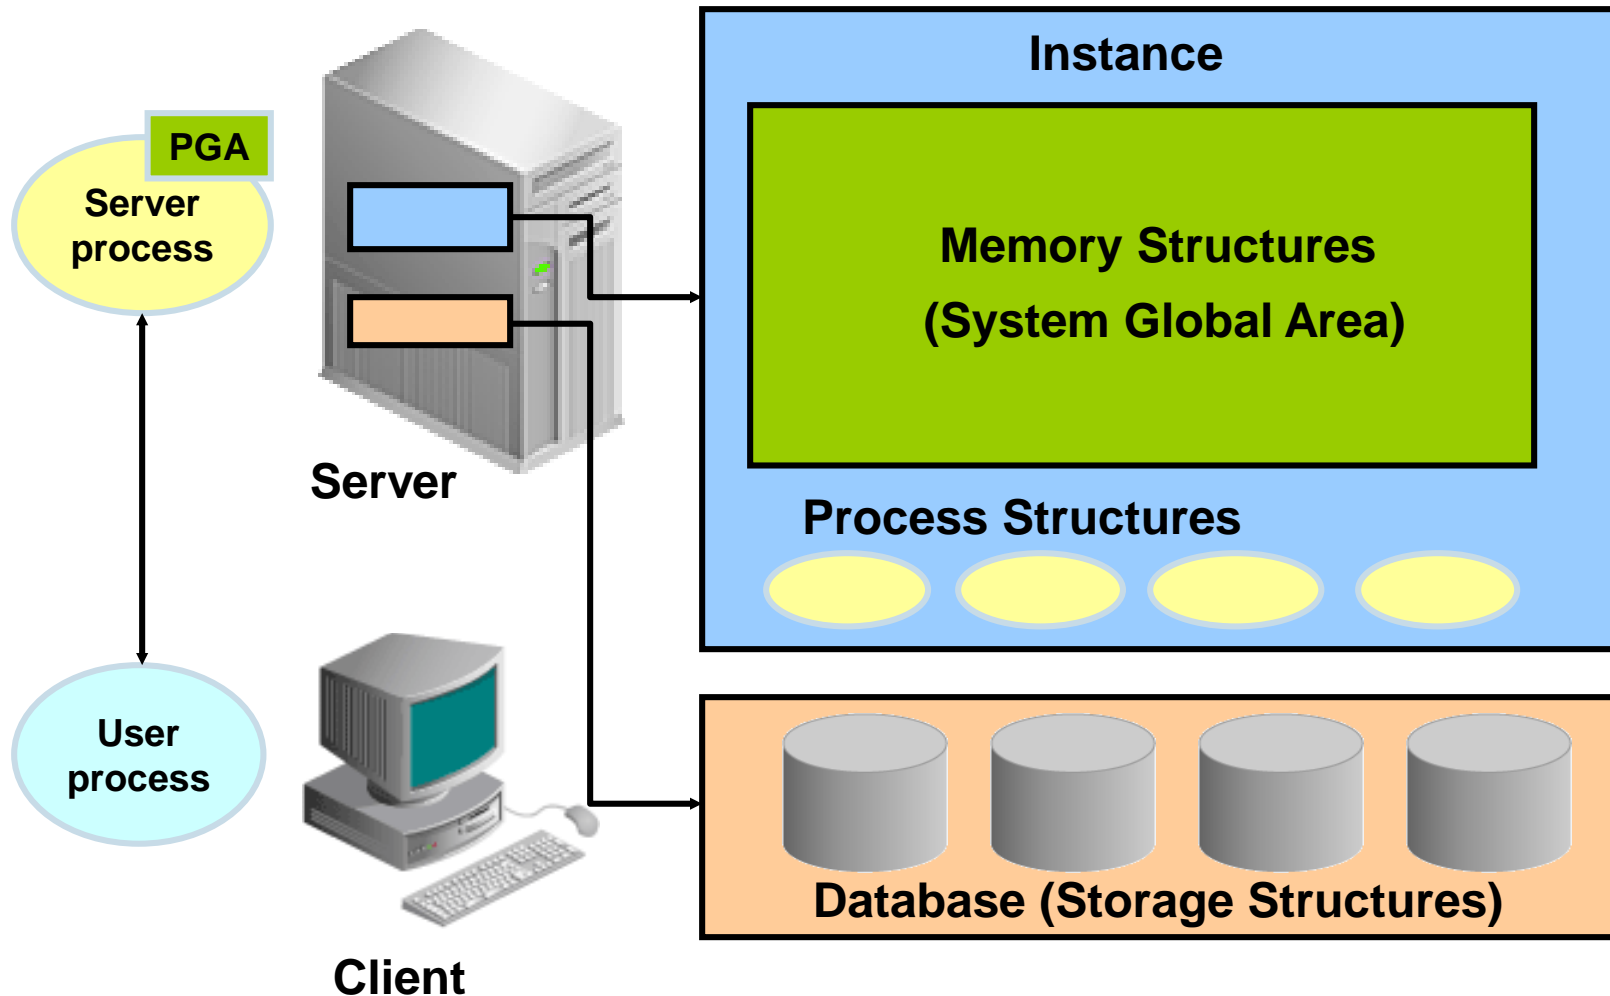 PGA
Server
process
Server
User
process
Client
Instance
Memory Structures
(System Global Area)
Process Structures
Database (Storage Structures)